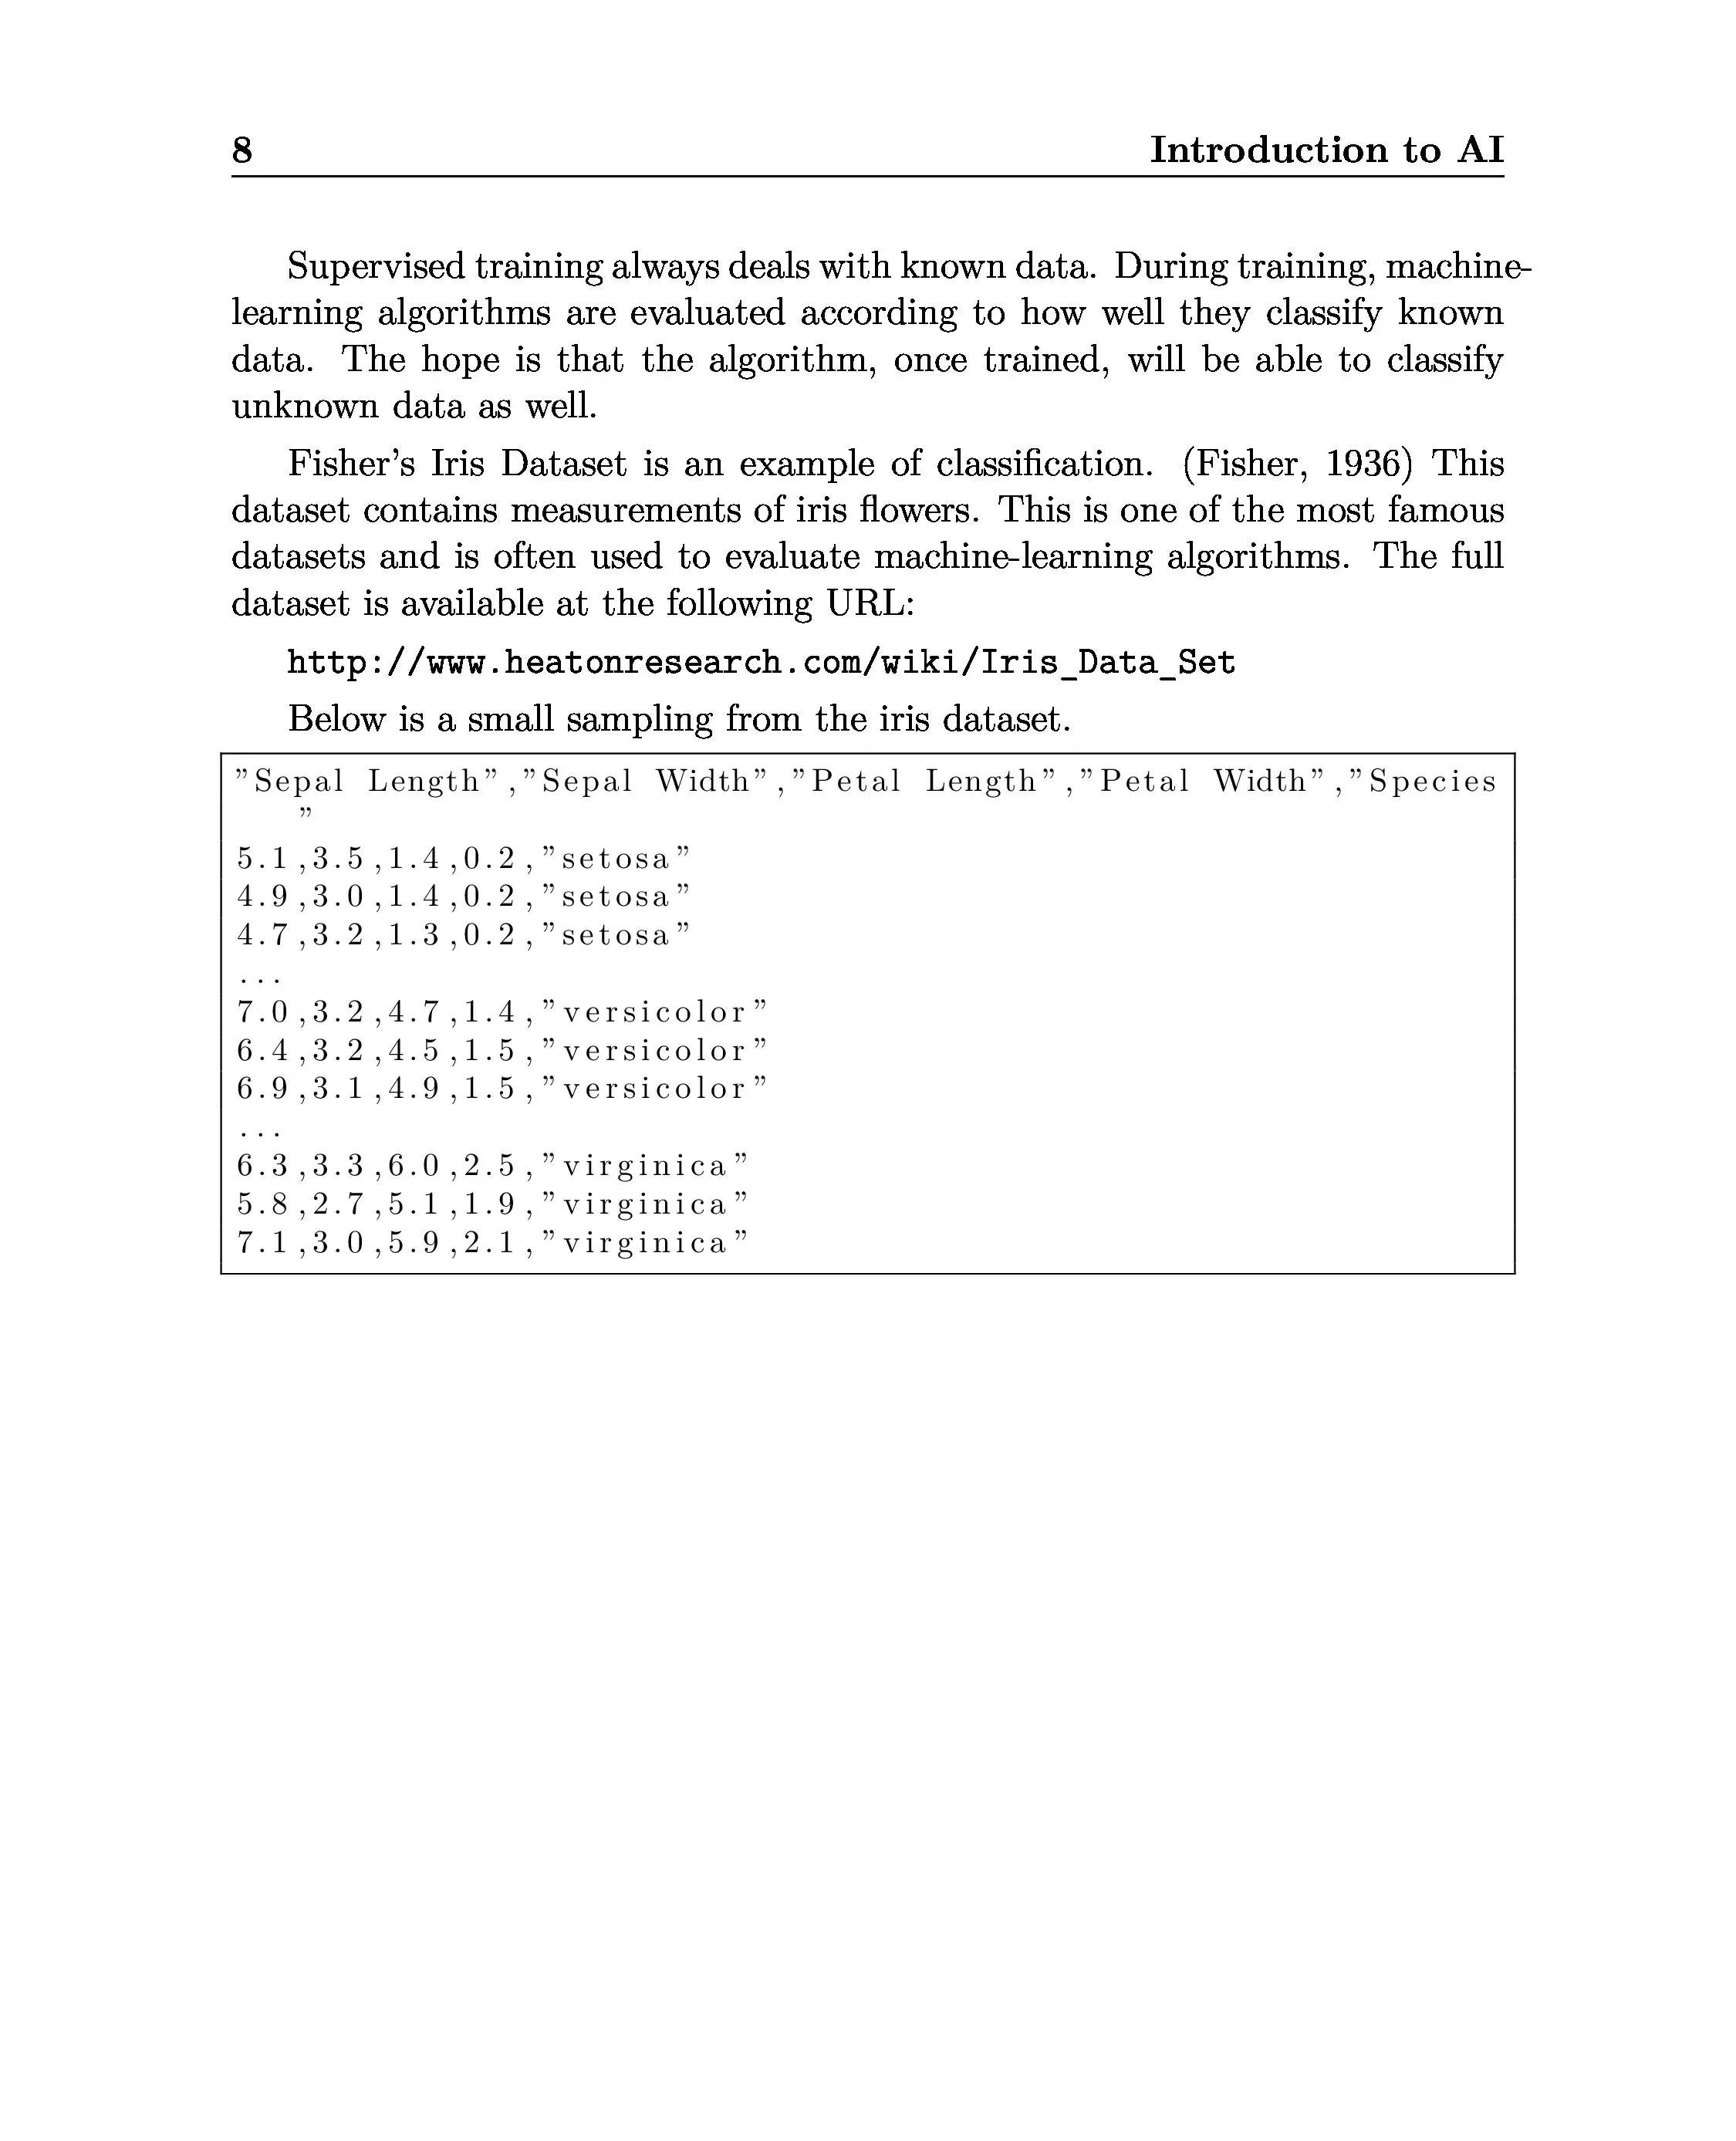 8 Introduction to AI
Supervised training always deals with known data. During training, machine-
learning algorithms are evaluated according to how well they classify known
data. The hope is that the algorithm, once trained, will be able to classify
unknown data as well.
Fisher’s Iris Dataset is an example of classification. (Fisher, 1936) This
dataset contains measurements of iris flowers. This is one of the most famous
datasets and is often used to evaluate machine-learning algorithms. The full
dataset is available at the following URL:
http://www.heatonresearch.com/wiki/Iris_Data_Set
Below is a small sampling from the iris dataset.
”Sepal Length”,”Sepal Width”,”Petal Length”,”Petal Width”,”Species
”
5.1,3.5,1.4,0.2,”setosa”
4.9,3.0,1.4,0.2,”setosa”
4.7,3.2,1.3,0.2,”setosa”
...
7.0,3.2,4.7,1.4,”versicolor”
6.4,3.2,4.5,1.5,”versicolor”
6.9,3.1,4.9,1.5,”versicolor”
...
6.3,3.3,6.0,2.5,”virginica”
5.8,2.7,5.1,1.9,”virginica”
7.1,3.0,5.9,2.1,”virginica”